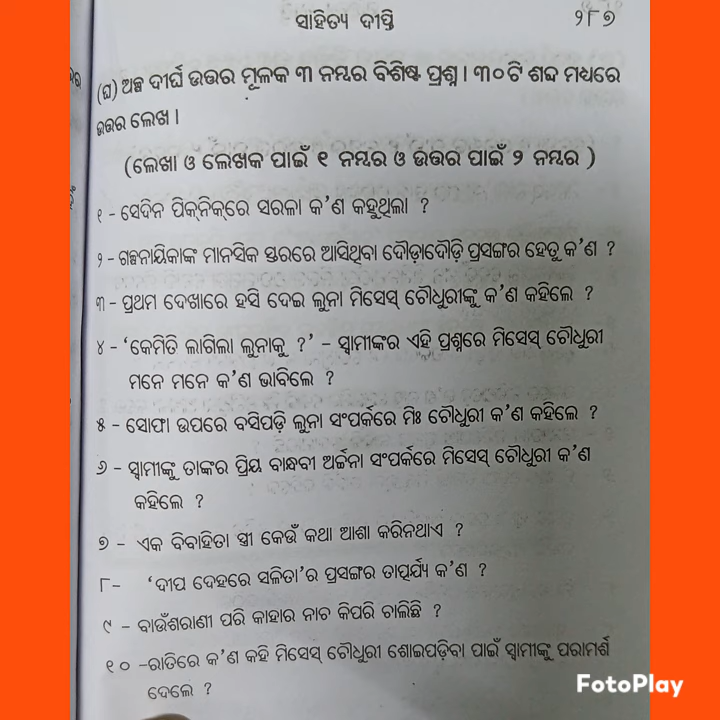 ସାହିତ୍ୟ ଦୀପ୍ତି ୨୮୭
(ଘ) ଅଳ୍ପ ଦୀର୍ଘ ଉତ୍ତର ମୂଳକ ୩ ନମ୍ବର ବିଶିଷ୍ଟ ପ୍ରଶ୍ନ । ୩୦ଟି ଶବ୍ଦ ମଧ୍ୟରେ
ଉତ୍ତର ଲେଖ ।
(ଲେଖା ଓ ଲେଖକ ପାଇଁ ୧ ନମ୍ବର ଓ ଉତ୍ତର ପାଇଁ ୨ ନମ୍ବର )
୧ - ସେଦିନ ପିକ୍‌ନିକ୍‌ରେ ସରଳା କ'ଣ କହୁଥିଲା ?
୨ - ଗଳ୍ପନାୟିକାଙ୍କ ମାନସିକ ସ୍ତରରେ ଆସିଥିବା ଦୌଡ଼ାଦୌଡ଼ି ପ୍ରସଙ୍ଗର ହେତୁ କ'ଣ ?
୩ - ପ୍ରଥମ ଦେଖାରେ ହସି ଦେଇ ଲୁନା ମିସେସ୍ ଚୌଧୁରୀଙ୍କୁ କ'ଣ କହିଲେ ?
୪ - 'କେମିତି ଲାଗିଲା ଲୁନାକୁ ?' - ସ୍ୱାମୀଙ୍କର ଏହି ପ୍ରଶ୍ନରେ ମିସେସ୍ ଚୌଧୁରୀ
ମନେ ମନେ କ'ଣ ଭାବିଲେ ?
୫ - ସୋଫା ଉପରେ ବସିପଡ଼ି ଲୁନା ସଂପର୍କରେ ମିଃ ଚୌଧୁରୀ କ'ଣ କହିଲେ ?
୬ - ସ୍ୱାମୀଙ୍କୁ ତାଙ୍କର ପ୍ରିୟ ବାନ୍ଧବୀ ଅର୍ଚ୍ଚନା ସଂପର୍କରେ ମିସେସ୍ ଚୌଧୁରୀ କ'ଣ
କହିଲେ ?
୭ - ଏକ ବିବାହିତା ସ୍ତ୍ରୀ କେଉଁ କଥା ଆଶା କରିନଥାଏ ?
୮- 'ଦୀପ ଦେହରେ ସଳିତା'ର ପ୍ରସଙ୍ଗର ତାତ୍ପର୍ଯ୍ୟ କ'ଣ ?
୯ - ବାଉଁଶରାଣୀ ପରି କାହାର ନାଚ କିପରି ଚାଲିଛି ?
୧୦ -ରାତିରେ କ'ଣ କହି ମିସେସ୍ ଚୌଧୁରୀ ଶୋଇପଡ଼ିବା ପାଇଁ ସ୍ୱାମୀଙ୍କୁ ପରାମର୍ଶ
ଦେଲେ ?
FotoPlay